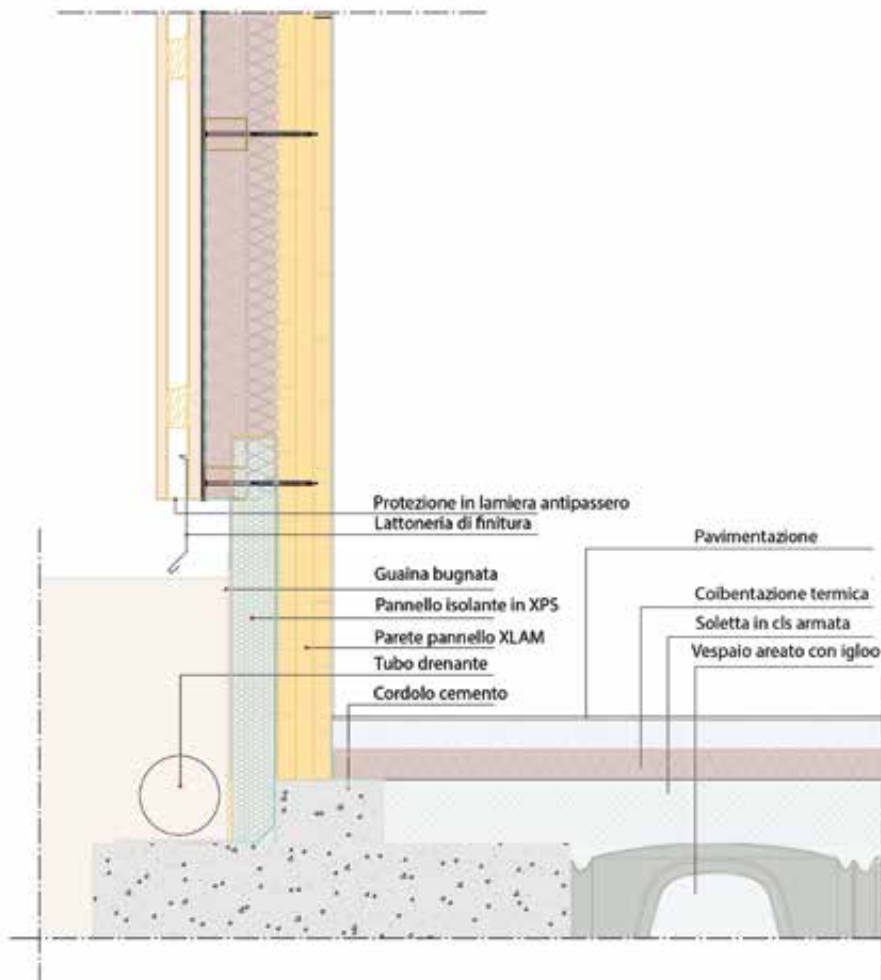 Protezione in lamiera antipassero
Lattoneria di finitura
Guaina bugnata
Pannello isolante in XPS
Parete pannello XLAM
Tubo drenante
Cordolo cemento
Pavimentazione
Coibentazione termica
Soletta in cls armata
Vespaio areato con igloo